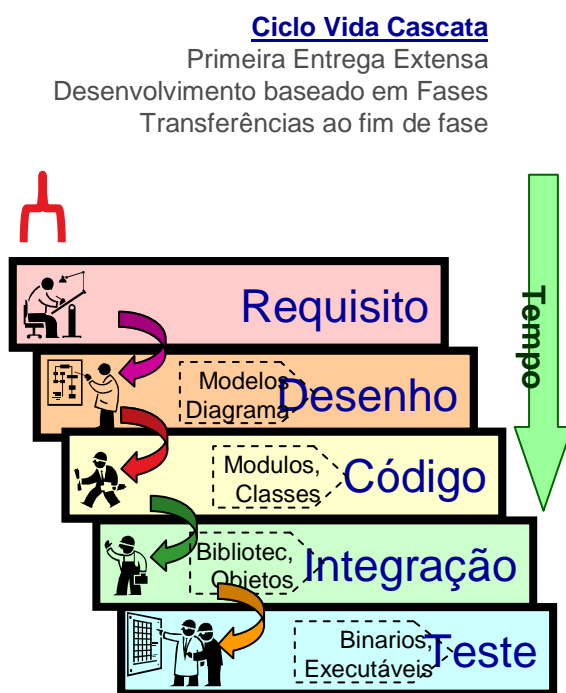 Ciclo Vida Cascata
Primeira Entrega Extensa
Desenvolvimento baseado em Fases
Transferências ao fim de fase
Tempo
Requisito
Modelos
Diagrama
Desenho
Modulos,
Classes
Código
Bibliotec,
Objetos
Integração
Binarios,
Executáveis
Teste